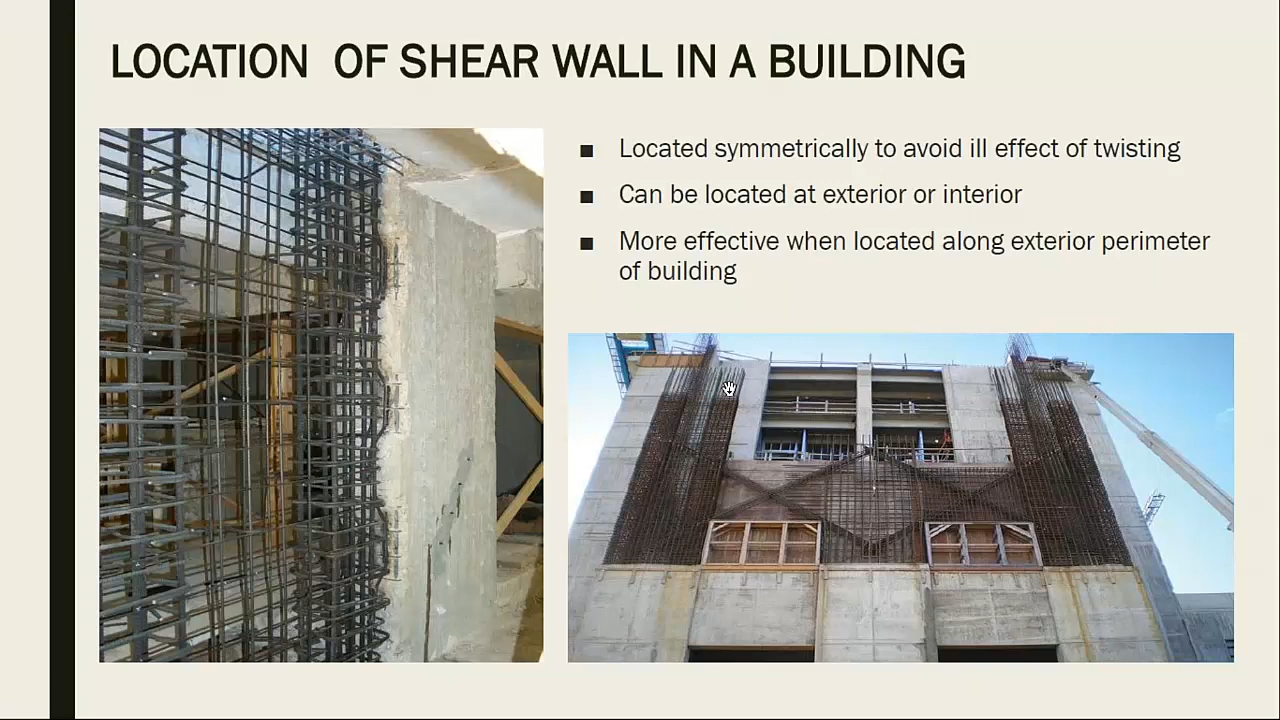 LOCATION OF SHEAR WALL IN A BUILDING
■ Located symmetrically to avoid ill effect of twisting
■ Can be located at exterior or interior
■ More effective when located along exterior perimeter
of building